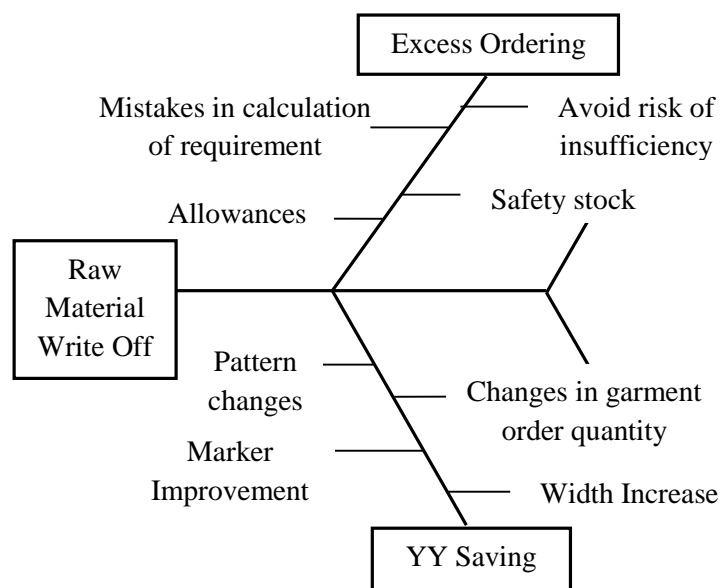 Excess Ordering
Mistakes in calculation
of requirement
Avoid risk of
insufficiency
Allowances
Safety stock
Raw
Material
Write Off
Pattern
changes
Changes in garment
order quantity
Marker
Improvement
Width Increase
YY Saving